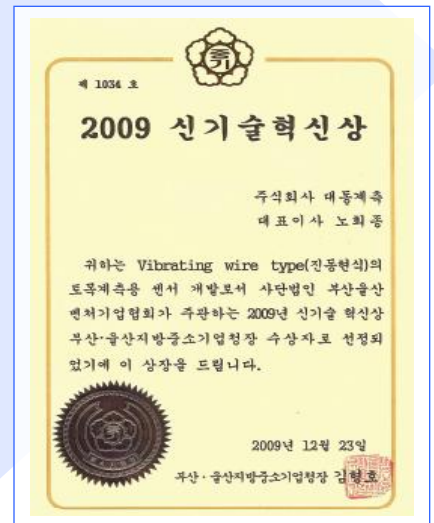 제 1034 호
2009 신기술혁신상
주식회사 대동계측
대표이사 노희종
귀하는 Vibrating wire type(진동현식)의
토목계측용 센서 개발로서 사단법인 부산울산
벤처기업협회가 주관하는 2009년 신기술 혁신상
부산·울산지방중소기업청장 수상자로 선정되
었기에 이 상장을 드립니다.
2009년 12월 23일
부산·울산지방중소기업청장 김형호